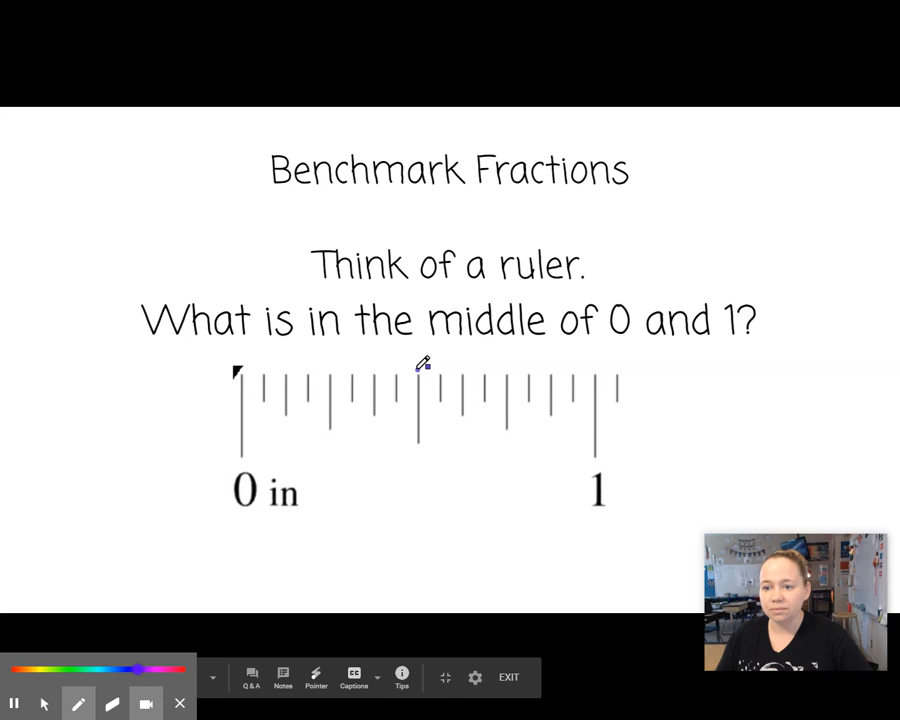 Benchmark Fractions
Think of a ruler.
What is in the middle of 0 and 1?
0 in 1
Q & A Notes Pointer Captions Tips EXIT